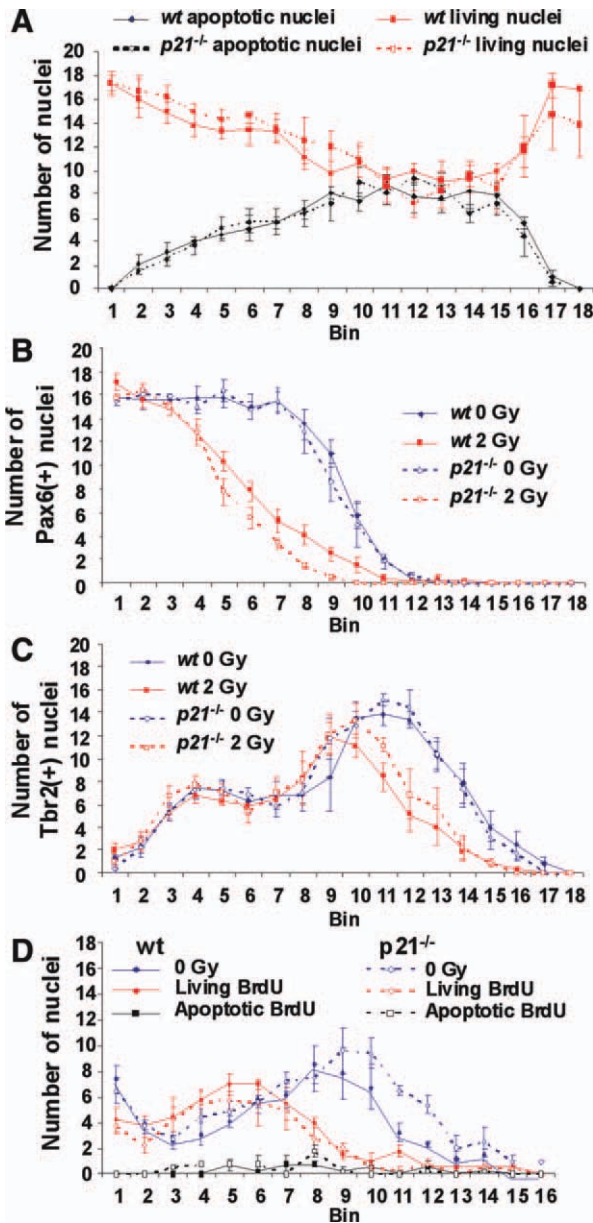 A
wt apoptotic nuclei
wt living nuclei
p21-/- apoptotic nuclei
p21-/- living nuclei
Number of nuclei
20
18
16
14
12
10
8
6
4
2
0
1 2 3 4 5 6 7 8 9 10 11 12 13 14 15 16 17 18
Bin
B
Number of
Pax6(+) nuclei
20
18
16
14
12
10
8
6
4
2
0
wt 0 Gy
wt 2 Gy
p21-/- 0 Gy
p21-/- 2 Gy
1 2 3 4 5 6 7 8 9 10 11 12 13 14 15 16 17 18
Bin
C
Number of
Tbr2(+) nuclei
20
18
16
14
12
10
8
6
4
2
0
wt 0 Gy
wt 2 Gy
p21-/- 0 Gy
p21-/- 2 Gy
1 2 3 4 5 6 7 8 9 10 11 12 13 14 15 16 17 18
Bin
D
Number of nuclei
18
16
14
12
10
8
6
4
2
0
wt
0 Gy
Living BrdU
Apoptotic BrdU
p21-/-
0 Gy
Living BrdU
Apoptotic BrdU
1 2 3 4 5 6 7 8 9 10 11 12 13 14 15 16
Bin